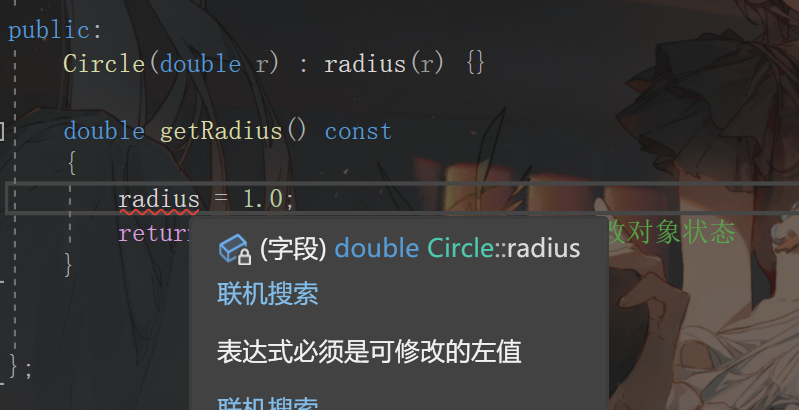 public:
Circle(double r) : radius(r) {}
double getRadius() const
{
radius = 1.0;
return
改对象状态
}
(字段) double Circle::radius
联机搜索
表达式必须是可修改的左值
联机搜索
};